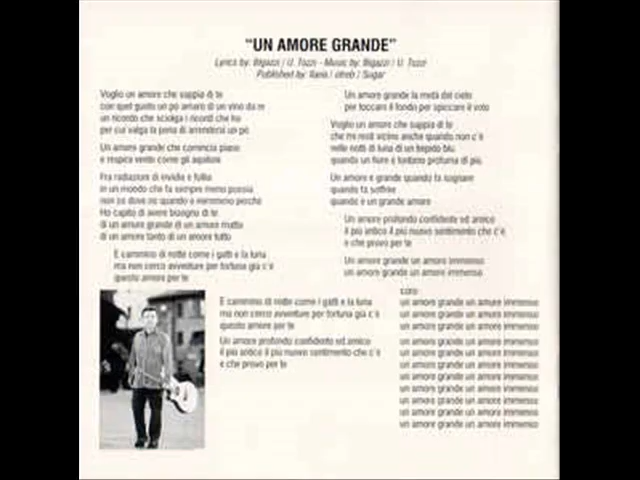 "UN AMORE GRANDE"
Lyrics by: Bigazzi / U. Tozzi - Music by: Bigazzi / U. Tozzi
Published by: / / Sugar
Voglio un amore che sappia di te
con quel gusto un po amaro di un vino da re
un ricordo che sciolga i ricordi che ho
per cui valga la pena di arrendersi un po
Un amore grande che comincia piano
e respira vento come gli aquiloni
Fra radiazioni di invidia e follia
in un mondo che fa sempre meno poesia
non so dove so quando e nemmeno perché
Ho capito di avere bisogno di te
di un amore grande di un amore matto
di un amore tanto di un amore tutto
E cammino di notte come i gatti e la luna
ma non cerco avventure per fortuna già c'è
questo amore per te
Un amore grande la metà del cielo
per toccare il fondo per spiccare il volo
Voglio un amore che sappia di te
che mi resti vicino anche quando non c'è
nelle notti di luna di un tiepido blu
quando un fiore è lontano profuma di più
Un amore è grande quando fa sognare
quando fa soffrire
quando è un grande amore
Un amore profondo confidente ed amico
il più antico il più nuovo sentimento che c'è
e che provo per te
Un amore grande un amore immenso
un amore grande un amore immenso
E cammino di notte come i gatti e la luna
ma non cerco avventure per fortuna già c'è
questo amore per te
Un amore profondo confidente ed amico
il più antico il più nuovo sentimento che c'è
e che provo per te
coro:
un amore grande un amore immenso
un amore grande un amore immenso
un amore grande un amore immenso
un amore grande un amore immenso
un amore grande un amore immenso
un amore grande un amore immenso
un amore grande un amore immenso
un amore grande un amore immenso
un amore grande un amore immenso
un amore grande un amore immenso
un amore grande un amore immenso